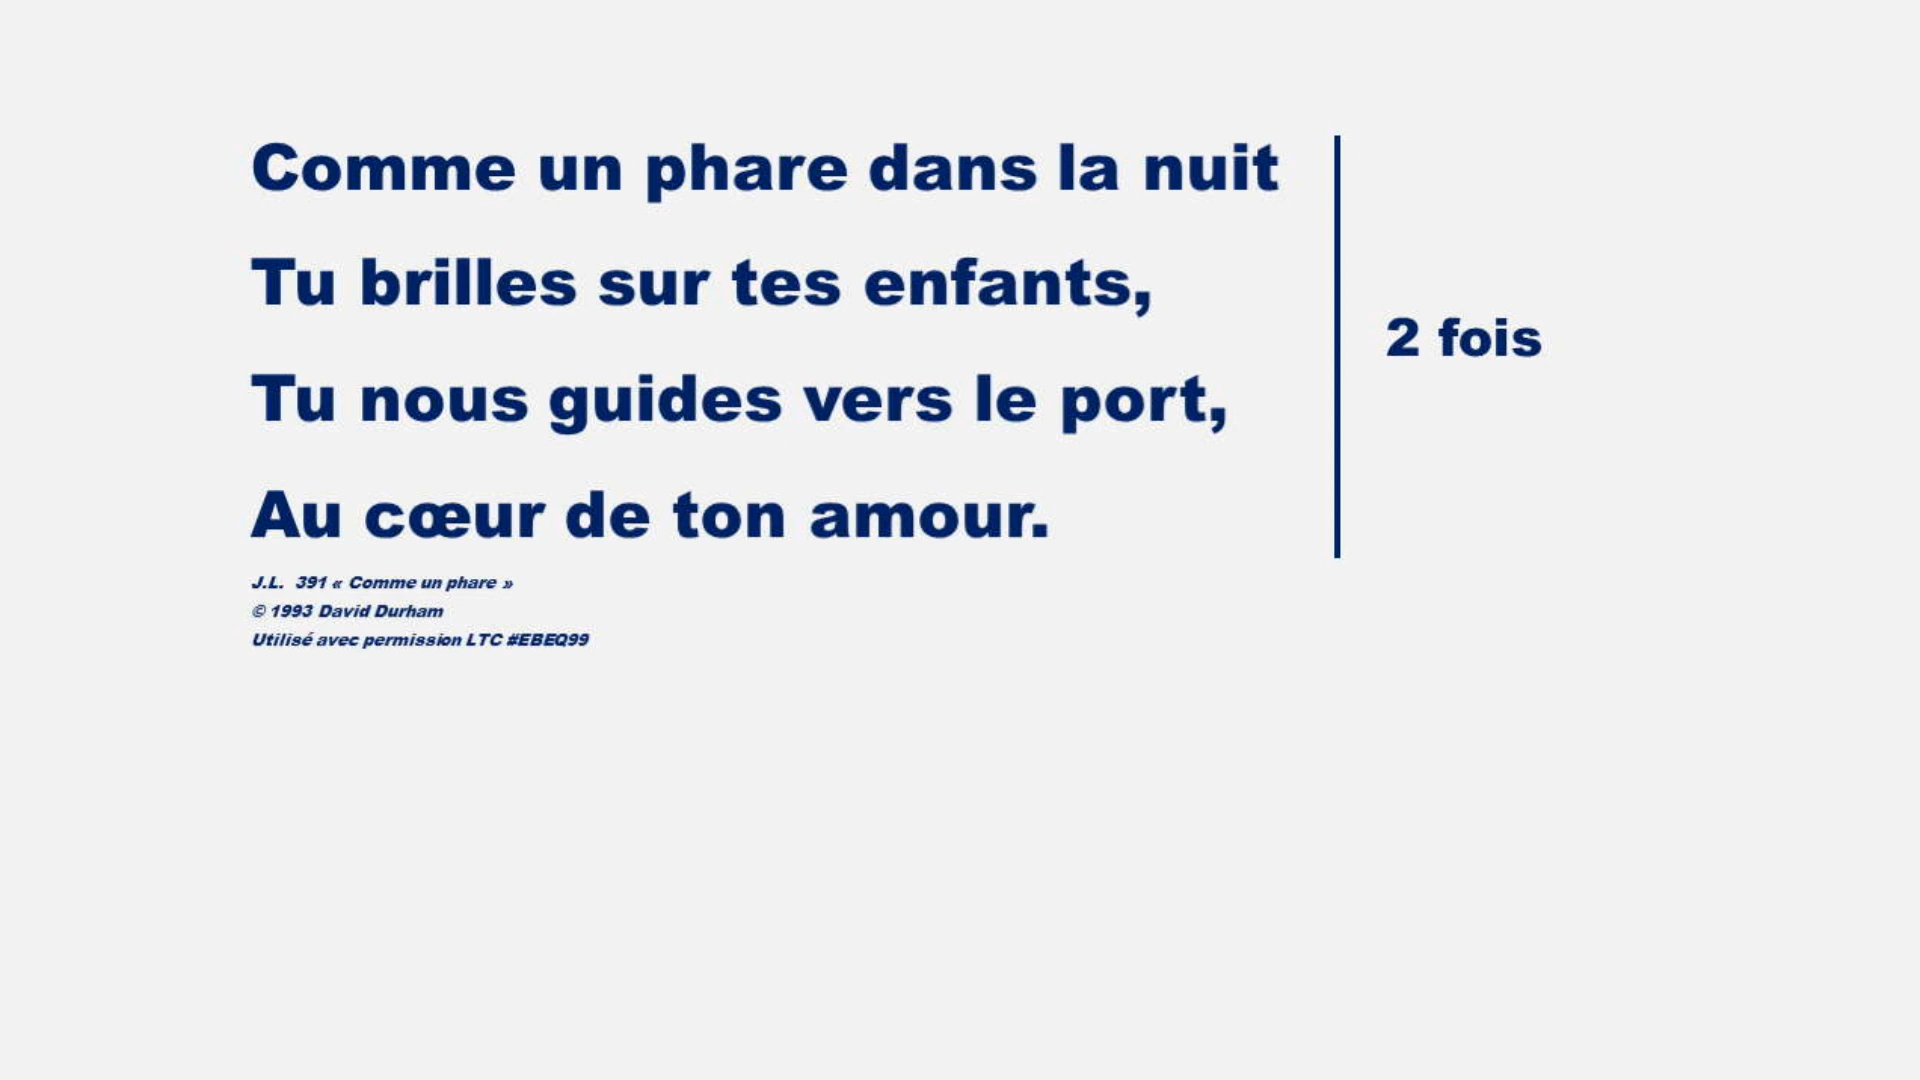 Comme un phare dans la nuit
Tu brilles sur tes enfants,
Tu nous guides vers le port,
Au cœur de ton amour.
2 fois
J.L. 391 « Comme un phare »
© 1993 David Durham
Utilisé avec permission LTC #EBEQ99